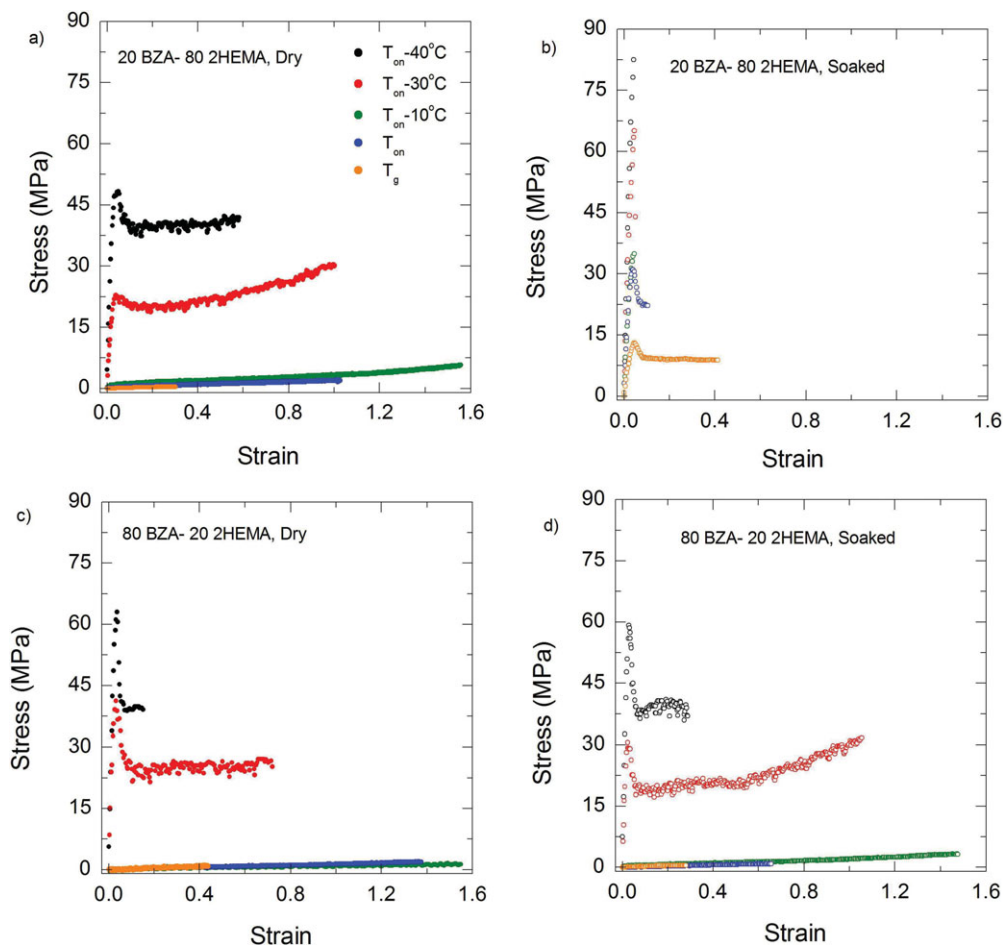 a)
20 BZA- 80 2HEMA, Dry
T_on-40°C
T_on-30°C
T_on-10°C
T_on
T_g
90
75
60
45
30
15
0
Stress (MPa)
0.0 0.4 0.8 1.2 1.6
Strain
b)
20 BZA- 80 2HEMA, Soaked
90
75
60
45
30
15
0
Stress (MPa)
0.0 0.4 0.8 1.2 1.6
Strain
c)
80 BZA- 20 2HEMA, Dry
90
75
60
45
30
15
0
Stress (MPa)
0.0 0.4 0.8 1.2 1.6
Strain
d)
80 BZA- 20 2HEMA, Soaked
90
75
60
45
30
15
0
Stress (MPa)
0.0 0.4 0.8 1.2 1.6
Strain